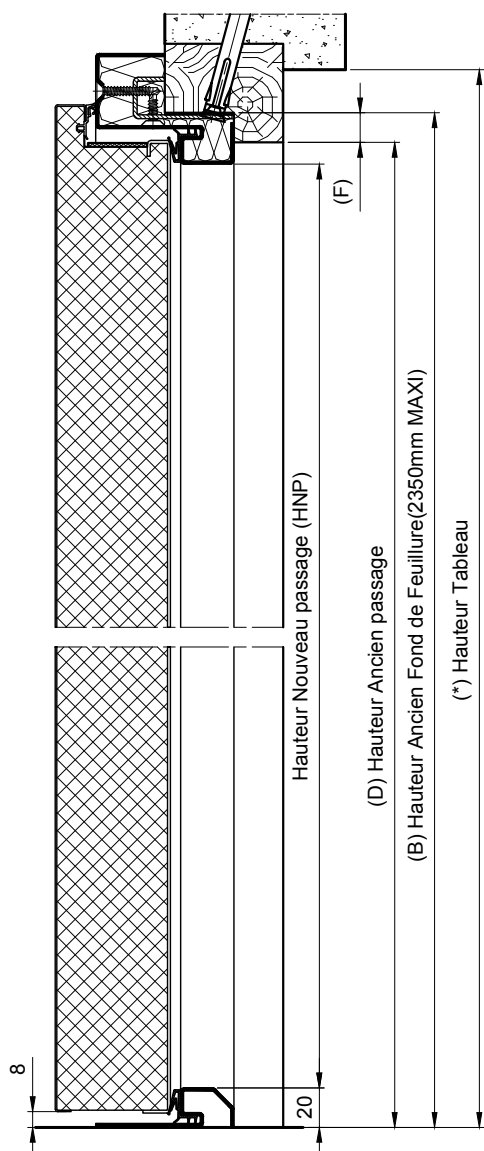 8
20
Hauteur Nouveau passage (HNP)
(F)
(D) Hauteur Ancien passage
(B) Hauteur Ancien Fond de Feuillure(2350mm MAXI)
(*) Hauteur Tableau